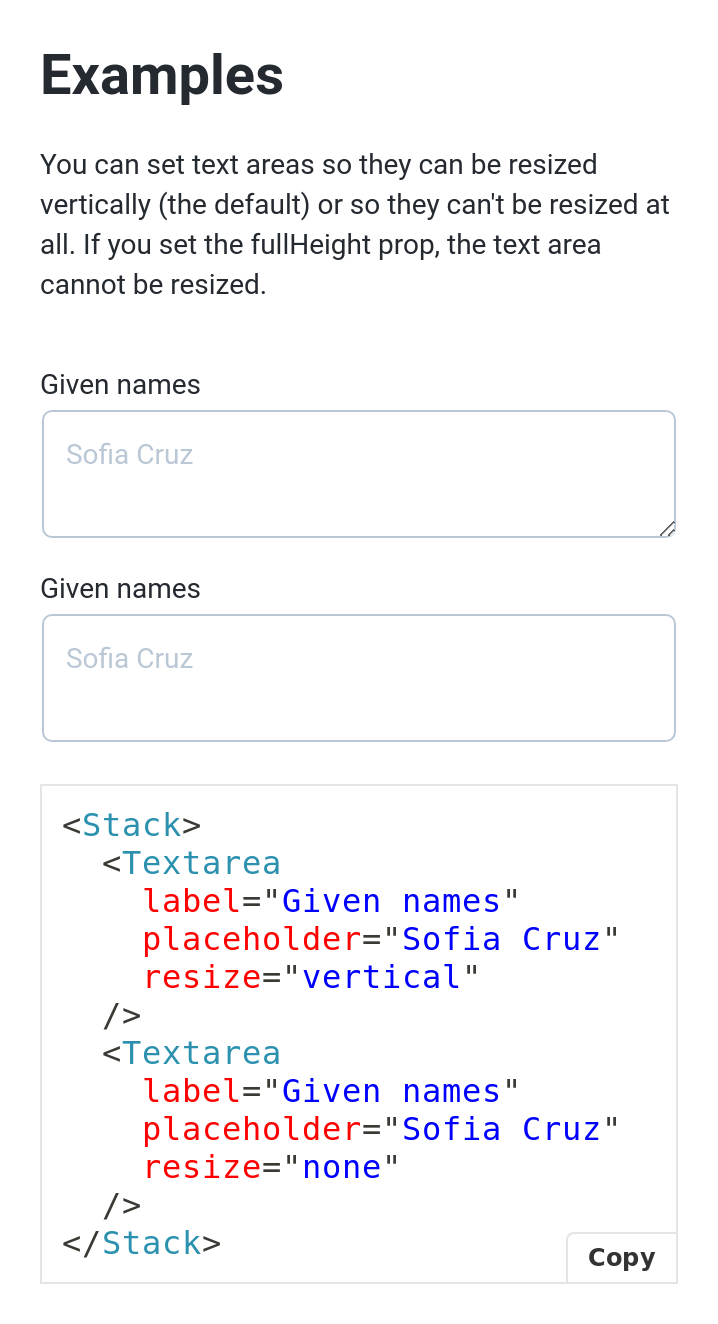 Examples
You can set text areas so they can be resized
vertically (the default) or so they can't be resized at
all. If you set the fullHeight prop, the text area
cannot be resized.
Given names
Sofia Cruz
Given names
Sofia Cruz
<Stack>
  <Textarea
    label="Given names"
    placeholder="Sofia Cruz"
    resize="vertical"
  />
  <Textarea
    label="Given names"
    placeholder="Sofia Cruz"
    resize="none"
  />
</Stack>
Copy